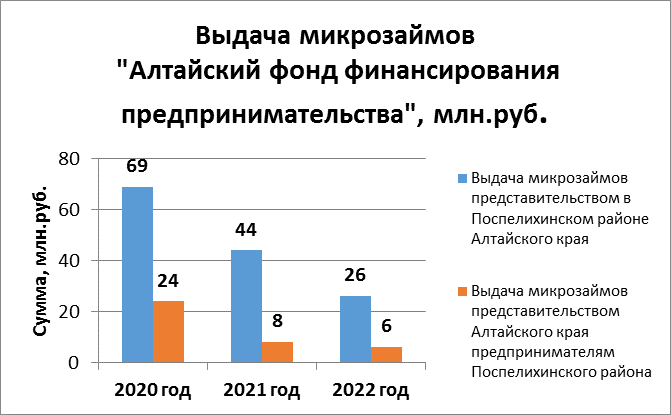 Выдача микрозаймов
"Алтайский фонд финансирования
предпринимательства", млн.руб.
Сумма, млн.руб.
80
60
40
20
0
69
24
44
8
26
6
2020 год
2021 год
2022 год
Выдача микрозаймов
представительством в
Поспелихинском районе
Алтайского края
Выдача микрозаймов
представительством
Алтайского края
предпринимателям
Поспелихинского района